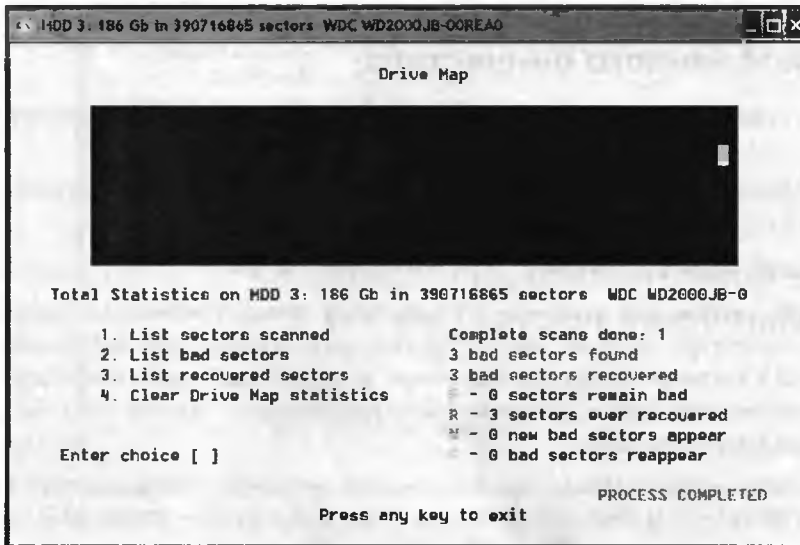 HDD 3: 186 Gb in 390716865 sectors WDC WD2000JB-00REA0
Drive Map
Total Statistics on HDD 3: 186 Gb in 390716865 sectors WDC WD2000JB-0
1. List sectors scanned
2. List bad sectors
3. List recovered sectors
4. Clear Drive Map statistics
Enter choice [ ]
Complete scans done: 1
3 bad sectors found
3 bad sectors recovered
- 0 sectors remain bad
R - 3 sectors ever recovered
- 0 new bad sectors appear
- 0 bad sectors reappear
PROCESS COMPLETED
Press any key to exit